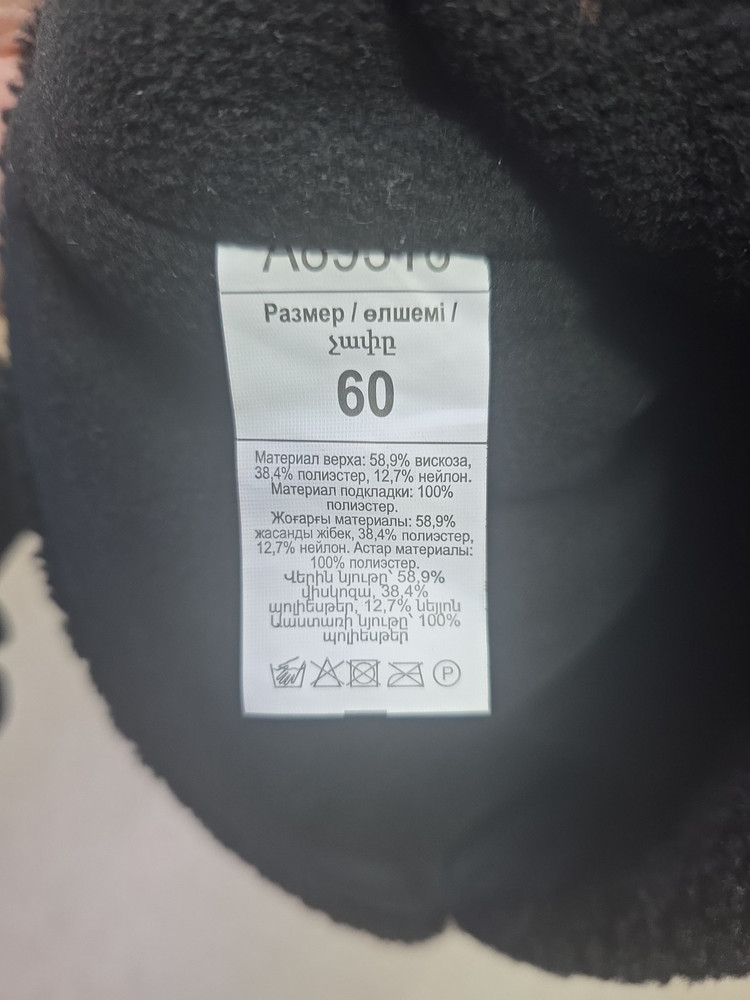 Размер / өлшемі /
չափը
60
Материал верха: 58,9% вискоза,
38,4% полиэстер, 12,7% нейлон.
Материал подкладки: 100%
полиэстер.
Жоғарғы материалы: 58,9%
жасанды жібек, 38,4% полиэстер,
12,7% нейлон. Астар материалы:
100% полиэстер.
Վերին նյութը՝ 58,9%
վիսկոզա, 38,4%
պոլիեսթեր, 12,7% նեյլոն
Աաստառի նյութը՝ 100%
պոլիեսթեր
P